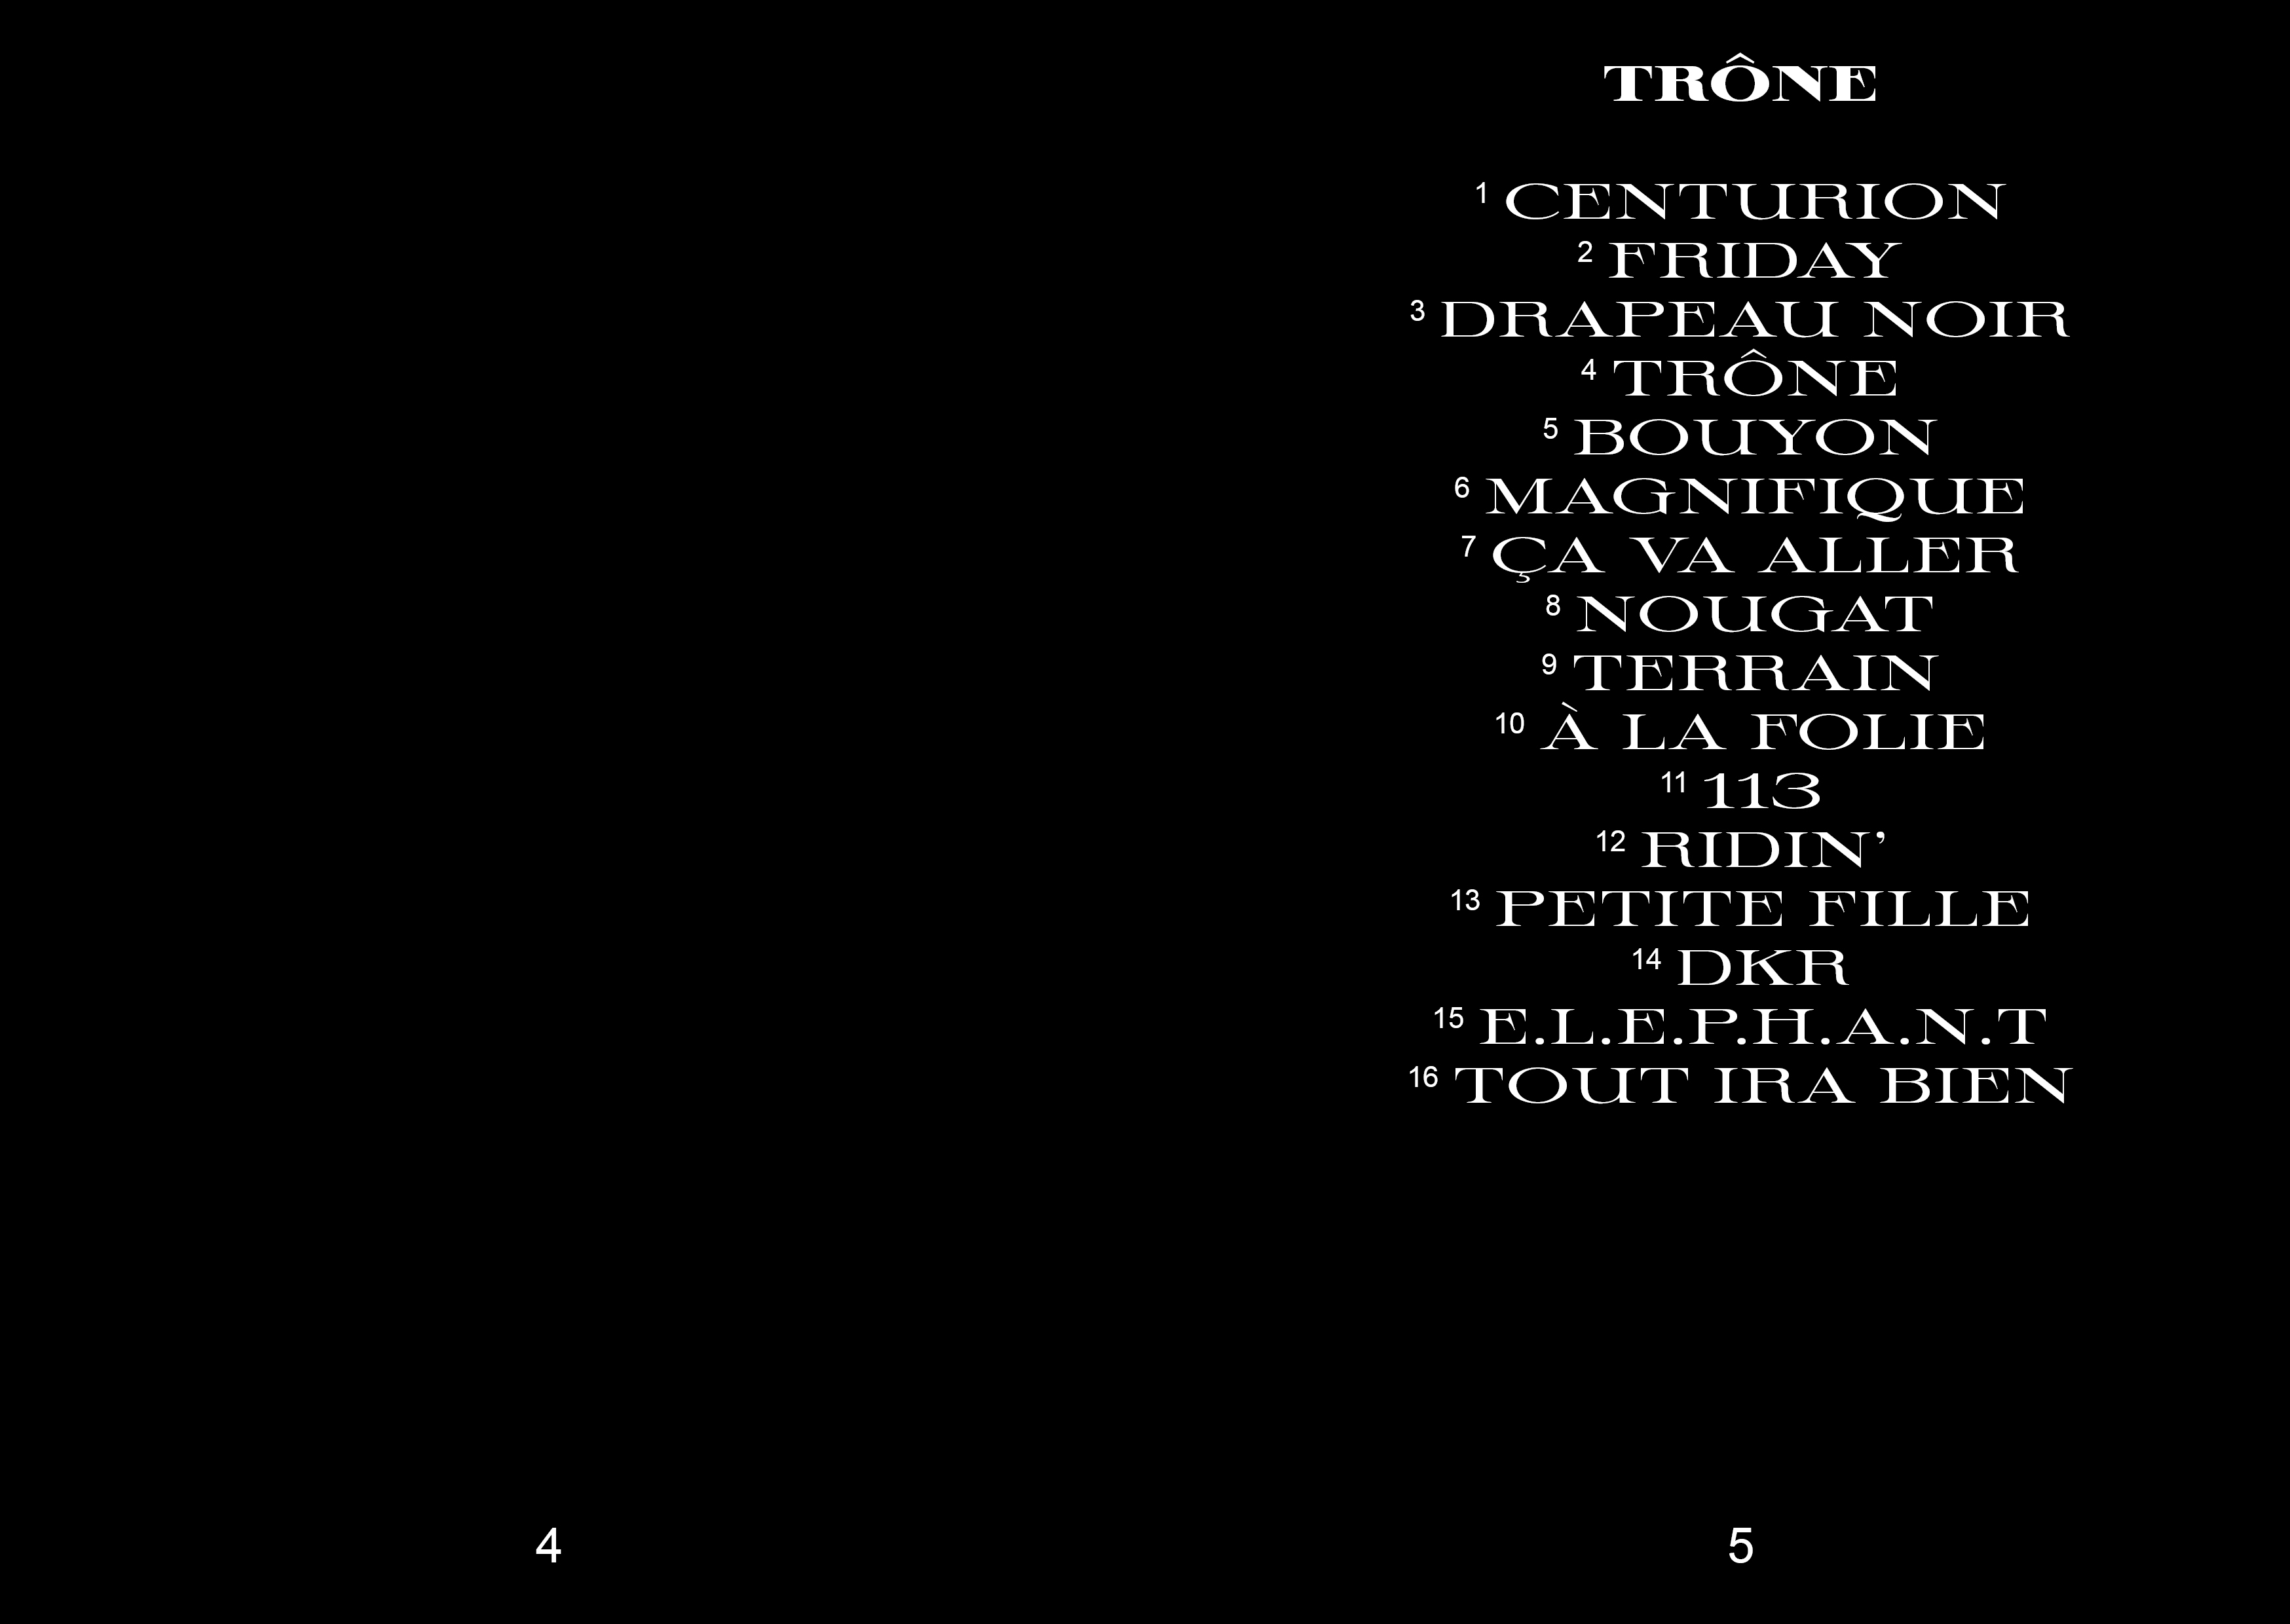 TRÔNE
1 CENTURION
2 FRIDAY
3 DRAPEAU NOIR
4 TRÔNE
5 BOUYON
6 MAGNIFIQUE
7 ÇA VA ALLER
8 NOUGAT
9 TERRAIN
10 À LA FOLIE
11 113
12 RIDIN’
13 PETITE FILLE
14 DKR
15 E.L.E.P.H.A.N.T
16 TOUT IRA BIEN
4
5